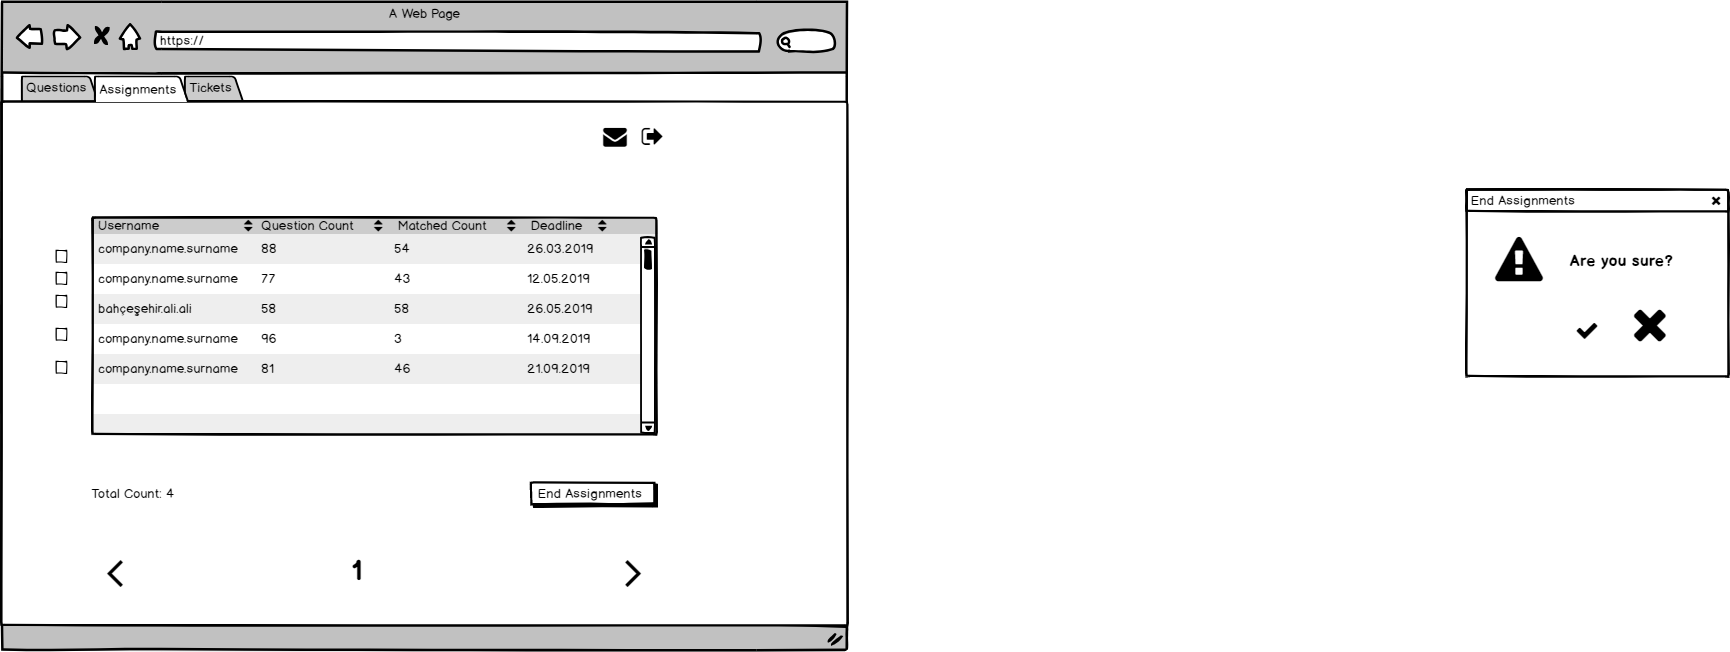 A Web Page
https://
Questions Assignments Tickets
Username Question Count Matched Count Deadline
company.name.surname 88 54 26.03.2019
company.name.surname 77 43 12.05.2019
bahçeşehir.ali.ali 58 58 26.05.2019
company.name.surname 96 3 14.09.2019
company.name.surname 81 46 21.09.2019
Total Count: 4 End Assignments
1
End Assignments
Are you sure?